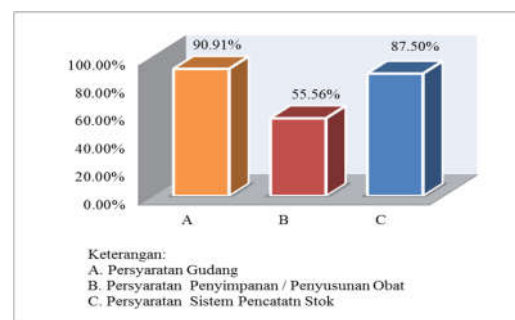 90.91%
87.50%
100.00%
80.00%
55.56%
60.00%
40.00%
20.00%
0.00%
A B C
Keterangan:
A. Persyaratan Gudang
B. Persyaratan Penyimpanan / Penyusunan Obat
C. Persyaratan Sistem Pencatatn Stok